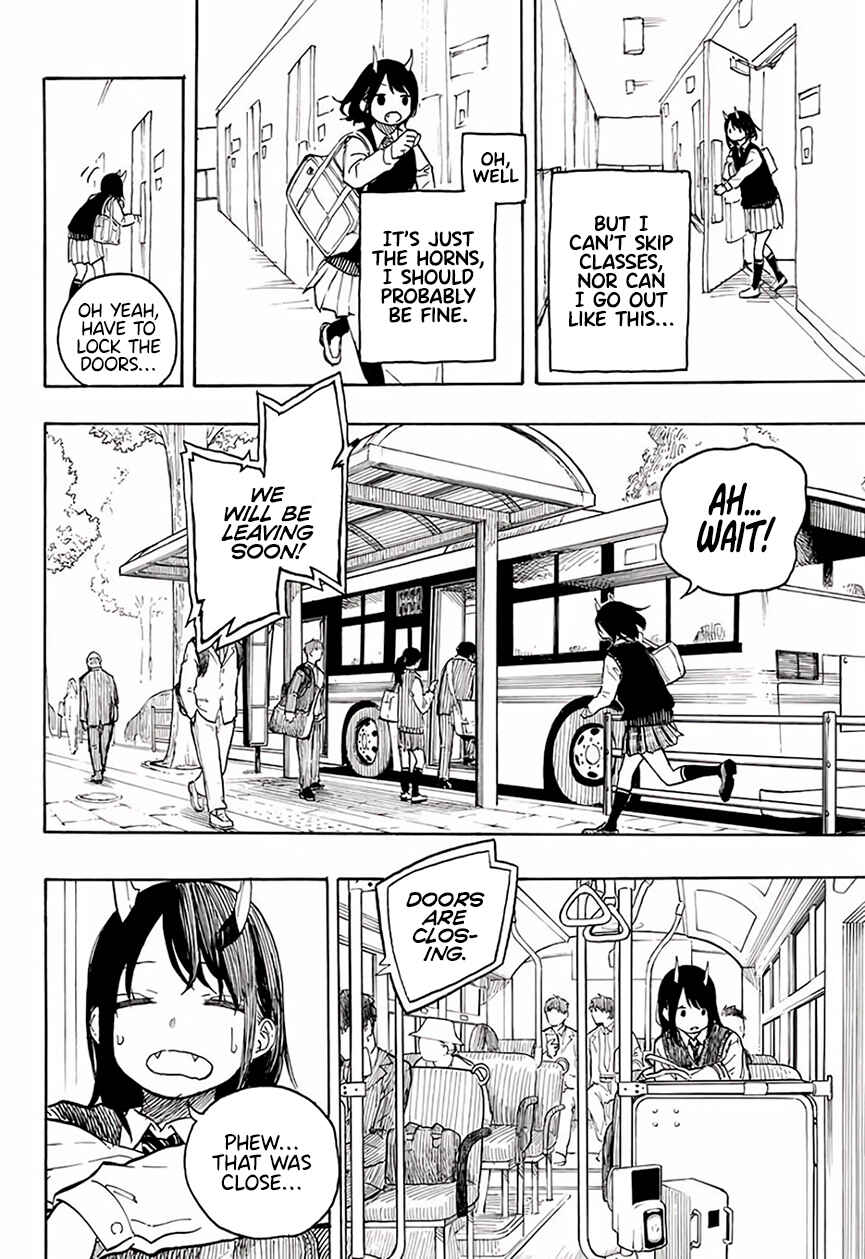 BUT I
CAN'T SKIP
CLASSES,
NOR CAN
I GO OUT
LIKE THIS...
OH,
WELL
IT'S JUST
THE HORNS,
I SHOULD
PROBABLY
BE FINE.
OH YEAH,
HAVE TO
LOCK THE
DOORS...
AH...
WAIT!
WE
WILL BE
LEAVING
SOON!
DOORS
ARE
CLOS-
ING.
PHEW...
THAT WAS
CLOSE...